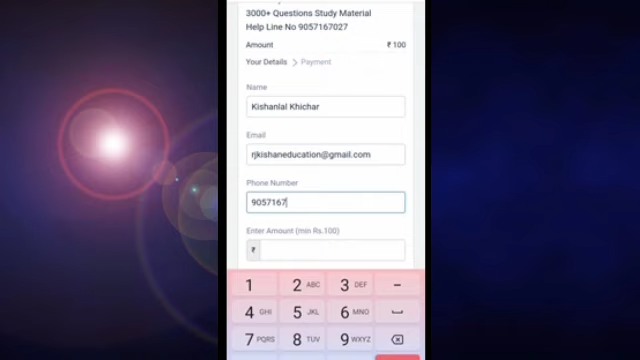 3000+ Questions Study Material
Help Line No 9057167027
Amount ₹ 100
Your Details > Payment
Name
Kishanlal Khichar
Email
rjkishaneducation@gmail.com
Phone Number
9057167
Enter Amount (min Rs.100)
₹
1 2 ABC 3 DEF -
4 GHI 5 JKL 6 MNO
7 PQRS 8 TUV 9 WXYZ